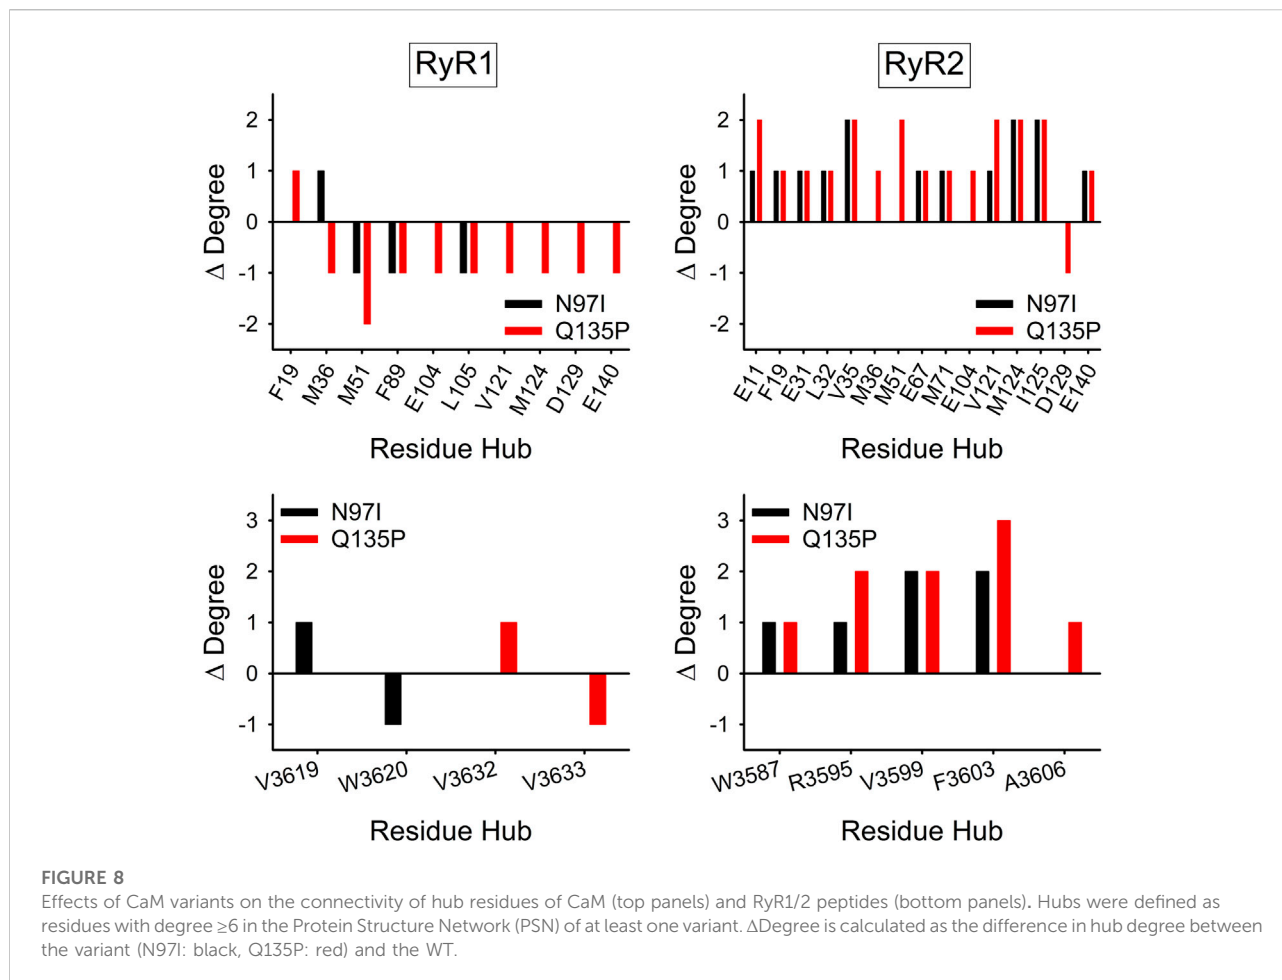 RyR1
RyR2
Δ Degree
2
1
0
-1
-2
N97I
Q135P
F19
M36
M51
F89
E104
L105
V121
M124
D129
E140
Residue Hub
Δ Degree
2
1
0
-1
-2
N97I
Q135P
E11
F19
E31
L32
V35
M36
M51
E67
M71
E104
V121
M124
I125
D129
E140
Residue Hub
Δ Degree
3
2
1
0
-1
N97I
Q135P
V3619
W3620
V3632
V3633
Residue Hub
Δ Degree
3
2
1
0
-1
N97I
Q135P
W3587
R3595
V3599
F3603
A3606
Residue Hub
FIGURE 8
Effects of CaM variants on the connectivity of hub residues of CaM (top panels) and RyR1/2 peptides (bottom panels). Hubs were defined as
residues with degree ≥6 in the Protein Structure Network (PSN) of at least one variant. ΔDegree is calculated as the difference in hub degree between
the variant (N97I: black, Q135P: red) and the WT.